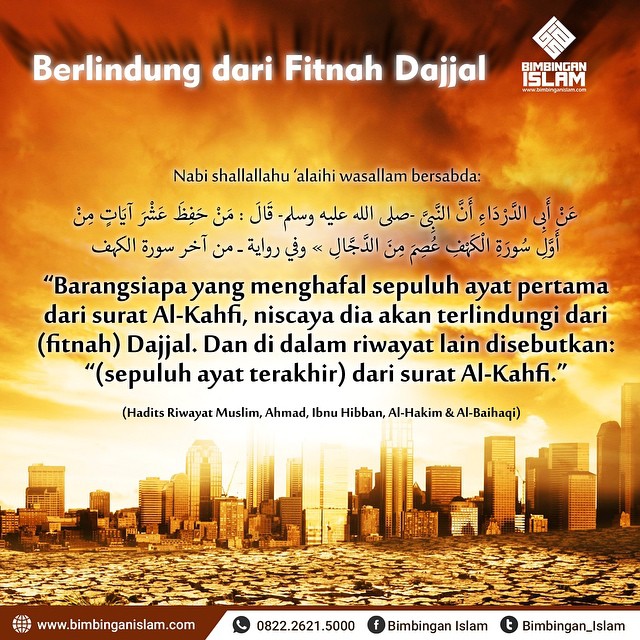 Berlindung dari Fitnah Dajjal
BIMBINGAN
ISLAM
www.bimbinganislam.com
Nabi shallallahu ‘alaihi wasallam bersabda:
عَنْ أَبِى الدَّرْدَاءِ أَنَّ النَّبِىَّ -صلى الله عليه وسلم- قَالَ : مَنْ حَفِظَ عَشْرَ آيَاتٍ مِنْ
أَوَّلِ سُورَةِ الْكَهْفِ عُصِمَ مِنَ الدَّجَّالِ » وفي رواية ـ من آخر سورة الكهف
“Barangsiapa yang menghafal sepuluh ayat pertama
dari surat Al-Kahfi, niscaya dia akan terlindungi dari
(fitnah) Dajjal. Dan di dalam riwayat lain disebutkan:
“(sepuluh ayat terakhir) dari surat Al-Kahfi.”
(Hadits Riwayat Muslim, Ahmad, Ibnu Hibban, Al-Hakim & Al-Baihaqi)
www.bimbinganislam.com 0822.2621.5000 Bimbingan Islam Bimbingan_Islam